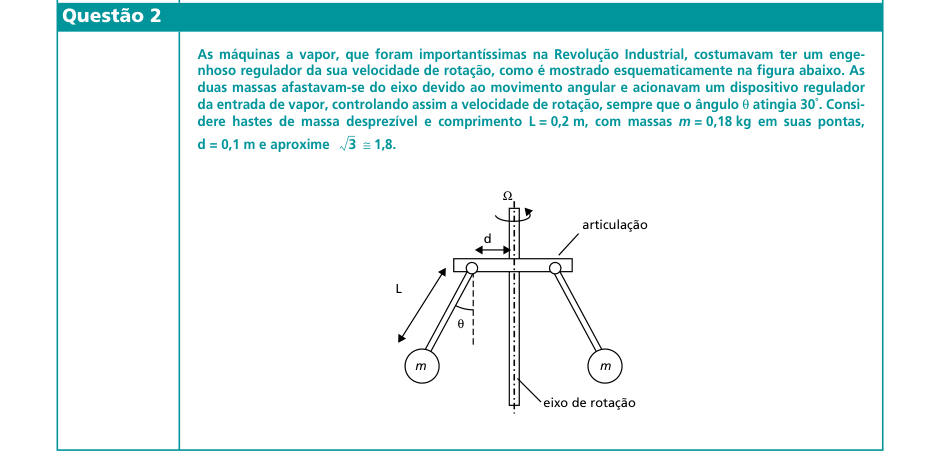 Questão 2
As máquinas a vapor, que foram importantíssimas na Revolução Industrial, costumavam ter um enge-
nhoso regulador da sua velocidade de rotação, como é mostrado esquematicamente na figura abaixo. As
duas massas afastavam-se do eixo devido ao movimento angular e acionavam um dispositivo regulador
da entrada de vapor, controlando assim a velocidade de rotação, sempre que o ângulo θ atingia 30˚. Consi-
dere hastes de massa desprezível e comprimento L = 0,2 m, com massas m = 0,18 kg em suas pontas,
d = 0,1 m e aproxime √3 ≅ 1,8.
Ω
articulação
d
L
θ
m
m
eixo de rotação